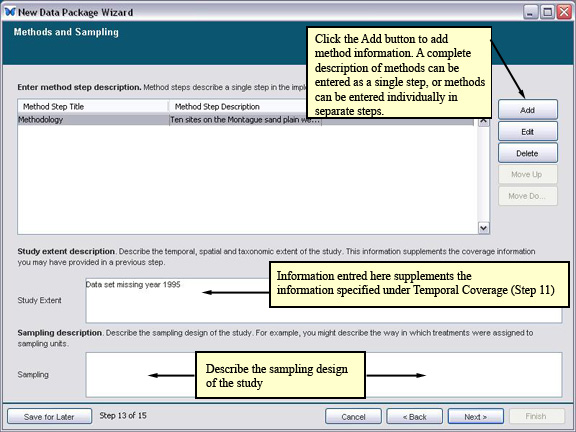 New Data Package Wizard
Methods and Sampling
Click the Add button to add
method information. A complete
description of methods can be
entered as a single step, or methods
can be entered individually in
separate steps.
Enter method step description. Method steps describe a single step in the imple
Method Step Title Method Step Description
Methodology Ten sites on the Montague sand plain we...
Add
Edit
Delete
Move Up
Move Do...
Study extent description. Describe the temporal, spatial and taxonomic extent of the study. This information supplements the coverage information
you may have provided in a previous step.
Study Extent
Data set missing year 1995
Information entred here supplements the
information specified under Temporal Coverage (Step 11)
Sampling description. Describe the sampling design of the study. For example, you might describe the way in which treatments were assigned to
sampling units.
Sampling
Describe the sampling design
of the study
Save for Later Step 13 of 15 Cancel < Back Next > Finish